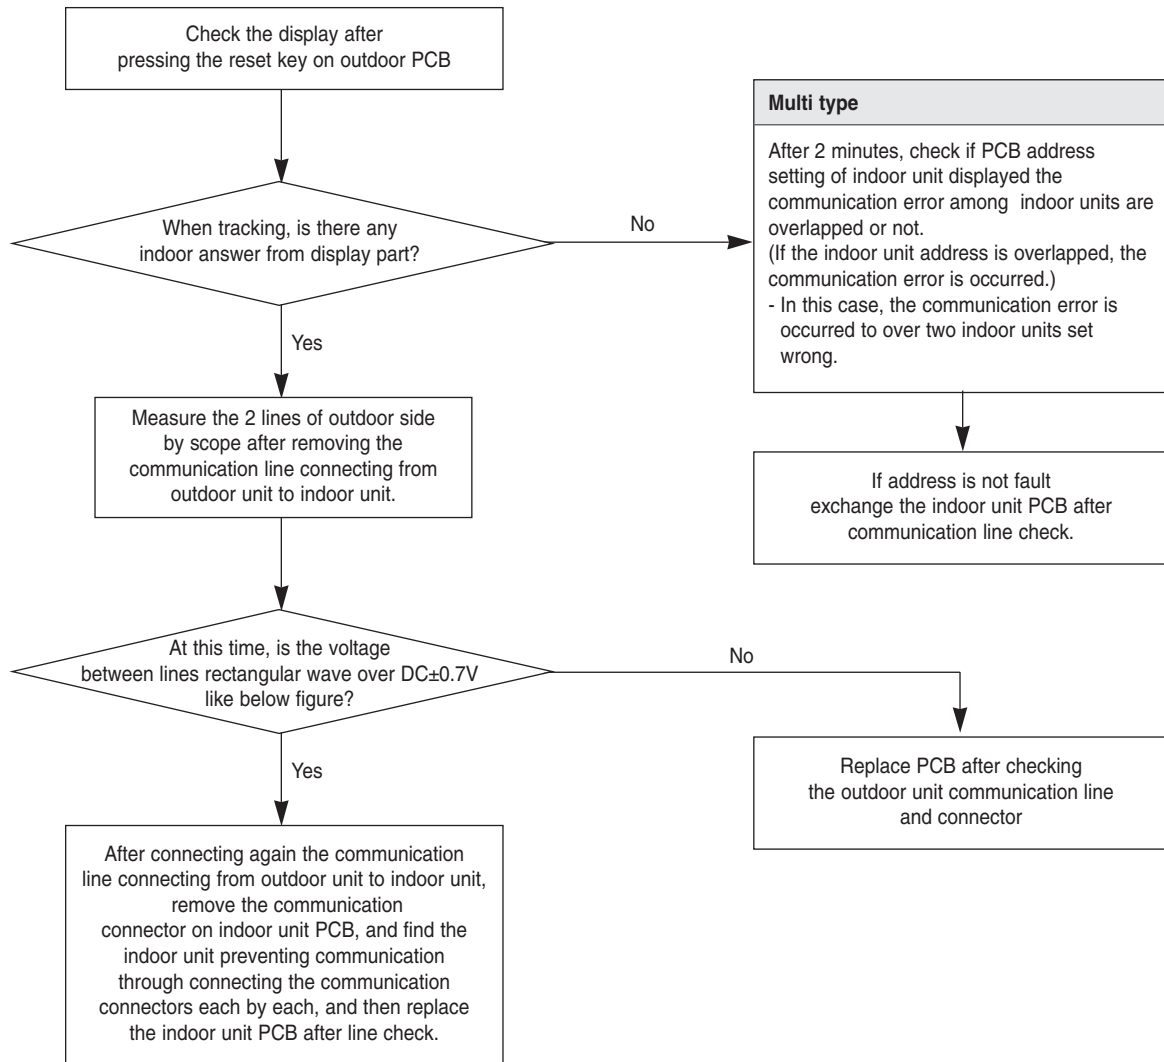 Check the display after
pressing the reset key on outdoor PCB
When tracking, is there any
indoor answer from display part?
No
Multi type
After 2 minutes, check if PCB address
setting of indoor unit displayed the
communication error among indoor units are
overlapped or not.
(If the indoor unit address is overlapped, the
communication error is occurred.)
- In this case, the communication error is
occurred to over two indoor units set
wrong.
Yes
Measure the 2 lines of outdoor side
by scope after removing the
communication line connecting from
outdoor unit to indoor unit.
If address is not fault
exchange the indoor unit PCB after
communication line check.
At this time, is the voltage
between lines rectangular wave over DC±0.7V
like below figure?
No
Yes
Replace PCB after checking
the outdoor unit communication line
and connector
After connecting again the communication
line connecting from outdoor unit to indoor unit,
remove the communication
connector on indoor unit PCB, and find the
indoor unit preventing communication
through connecting the communication
connectors each by each, and then replace
the indoor unit PCB after line check.